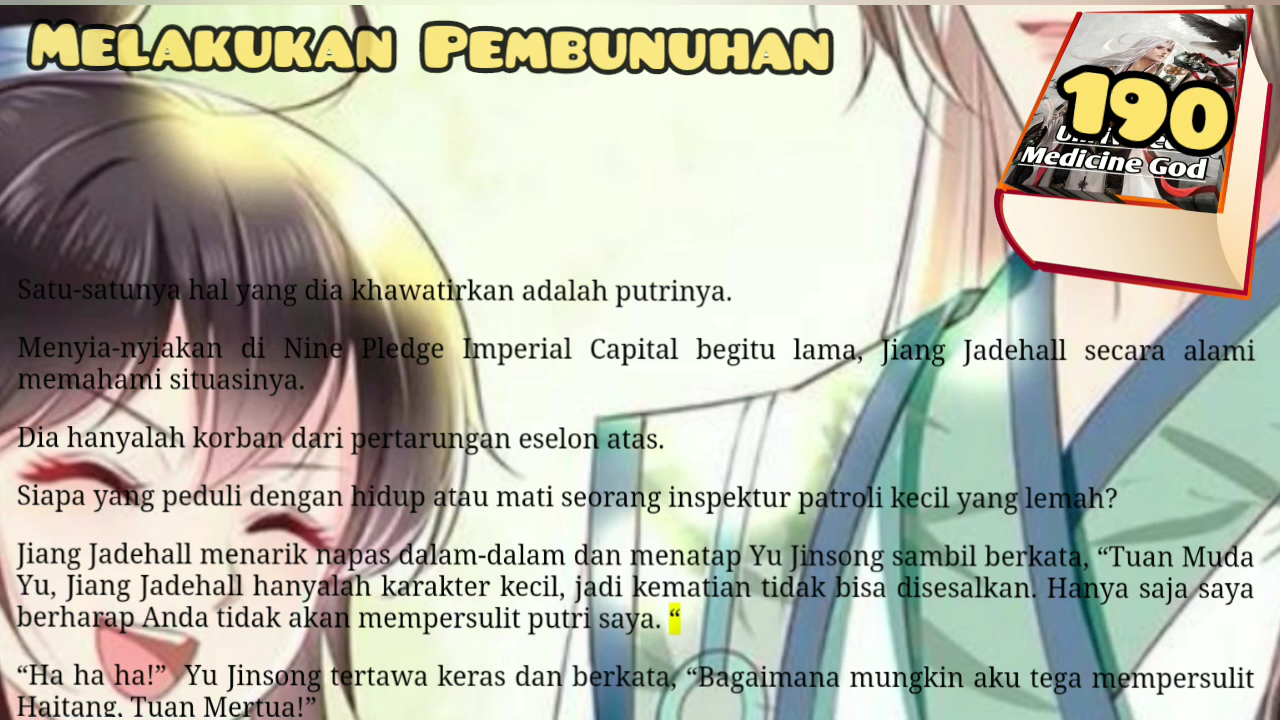 Melakukan Pembunuhan
190
Medicine God
Satu-satunya hal yang dia khawatirkan adalah putrinya.
Menyia-nyiakan di Nine Pledge Imperial Capital begitu lama, Jiang Jadehall secara alami
memahami situasinya.
Dia hanyalah korban dari pertarungan eselon atas.
Siapa yang peduli dengan hidup atau mati seorang inspektur patroli kecil yang lemah?
Jiang Jadehall menarik napas dalam-dalam dan menatap Yu Jinsong sambil berkata, “Tuan Muda
Yu, Jiang Jadehall hanyalah karakter kecil, jadi kematian tidak bisa disesalkan. Hanya saja saya
berharap Anda tidak akan mempersulit putri saya. “
“Ha ha ha!” Yu Jinsong tertawa keras dan berkata, “Bagaimana mungkin aku tega mempersulit
Haitang, Tuan Mertua!”